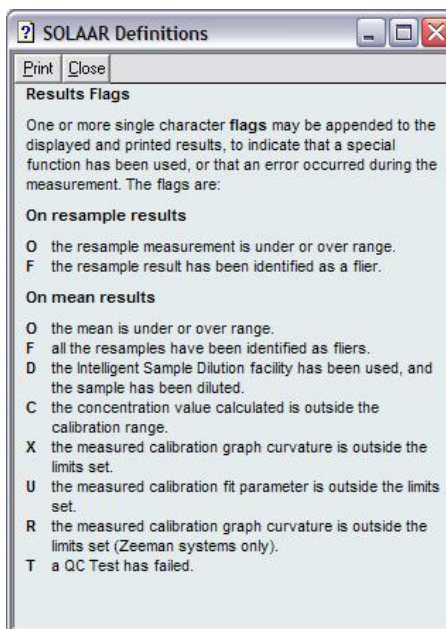 SOLAAR Definitions
Print Close
Results Flags
One or more single character flags may be appended to the
displayed and printed results, to indicate that a special
function has been used, or that an error occurred during the
measurement. The flags are:
On resample results
O the resample measurement is under or over range.
F the resample result has been identified as a flier.
On mean results
O the mean is under or over range.
F all the resamples have been identified as fliers.
D the Intelligent Sample Dilution facility has been used, and
the sample has been diluted.
C the concentration value calculated is outside the
calibration range.
X the measured calibration graph curvature is outside the
limits set.
U the measured calibration fit parameter is outside the limits
set.
R the measured calibration graph curvature is outside the
limits set (Zeeman systems only).
T a QC Test has failed.